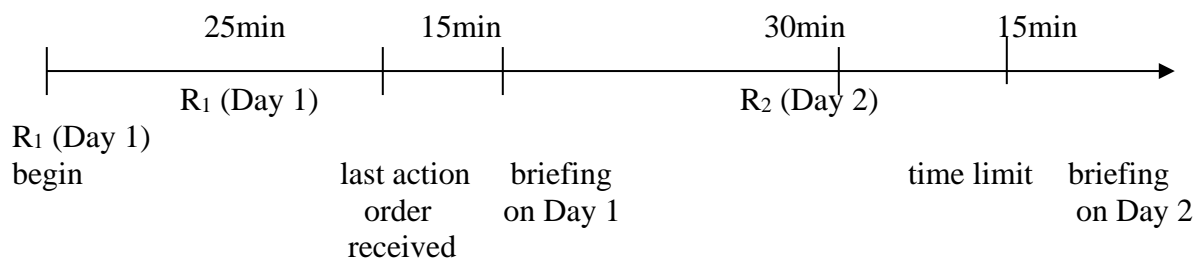 25min 15min 30min 15min
R₁ (Day 1) R₂ (Day 2)
R₁ (Day 1)
begin last action briefing time limit briefing
order on Day 1 on Day 2
received